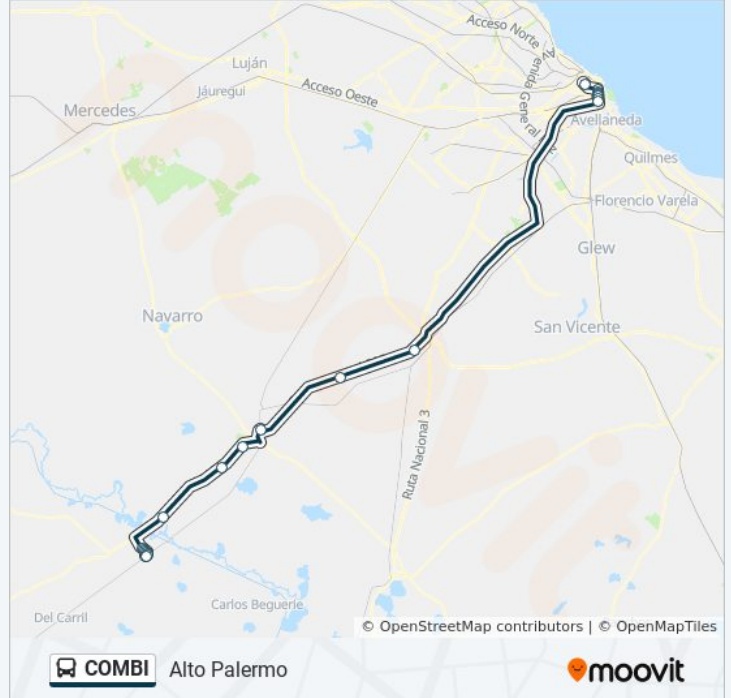 Acceso Norte
Avenida General Paz
Luján
Jáuregui
Acceso Oeste
Mercedes
Avellaneda
Quilmes
Florencio Varela
Glew
Navarro
San Vicente
Ruta Nacional 3
Carlos Beguerie
Del Carril
© OpenStreetMap contributors | © OpenMapTiles
COMBI Alto Palermo
moovit
moovit